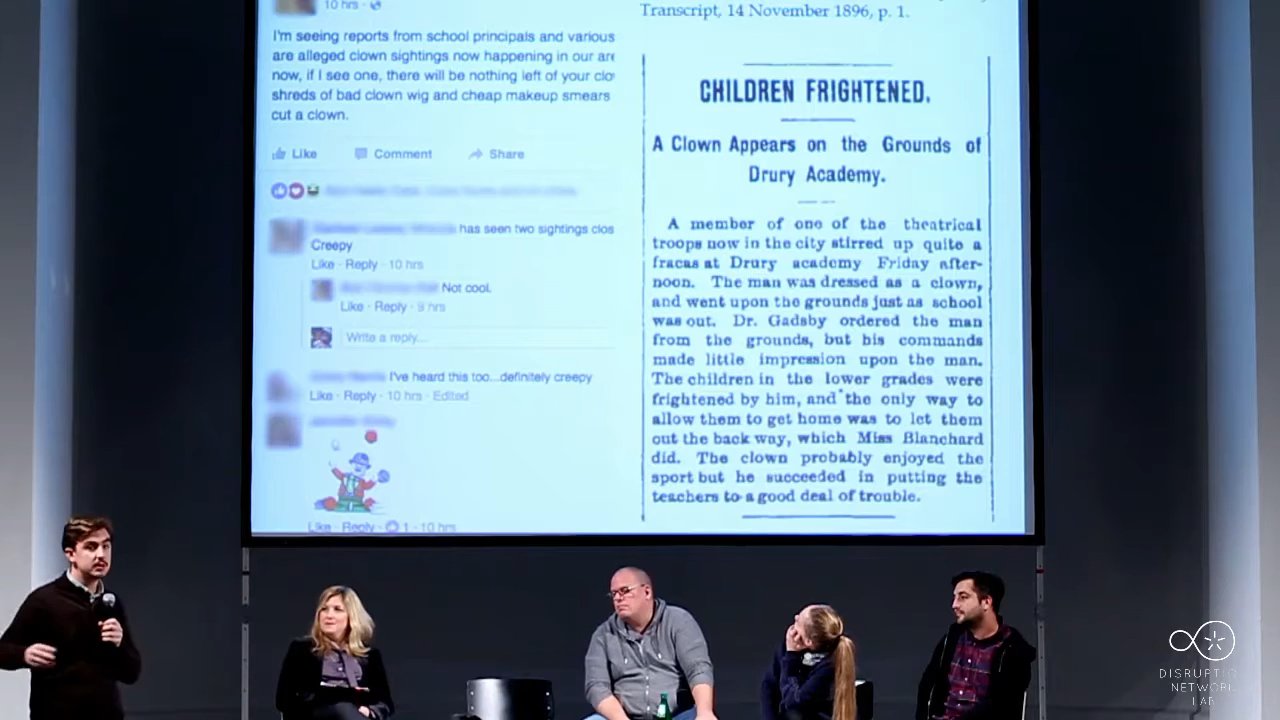 10 hrs ·
I'm seeing reports from school principals and various
are alleged clown sightings now happening in our are
now, if I see one, there will be nothing left of your clo
shreds of bad clown wig and cheap makeup smears
cut a clown.
Like Comment Share
has seen two sightings clos
Creepy
Like · Reply · 10 hrs
Not cool.
Like · Reply · 9 hrs
Write a reply...
I've heard this too...definitely creepy
Like · Reply · 10 hrs · Edited
Like · Reply · 1 · 10 hrs
Transcript, 14 November 1896, p. 1.
CHILDREN FRIGHTENED.
A Clown Appears on the Grounds of
Drury Academy.
A member of one of the theatrical
troops now in the city stirred up quite a
fracas at Drury academy Friday after-
noon. The man was dressed as a clown,
and went upon the grounds just as school
was out. Dr. Gadsby ordered the man
from the grounds, but his commands
made little impression upon the man.
The children in the lower grades were
frightened by him, and the only way to
allow them to get home was to let them
out the back way, which Miss Blanchard
did. The clown probably enjoyed the
sport but he succeeded in putting the
teachers to a good deal of trouble.
DISRUPTIO
NETWORK
LAB